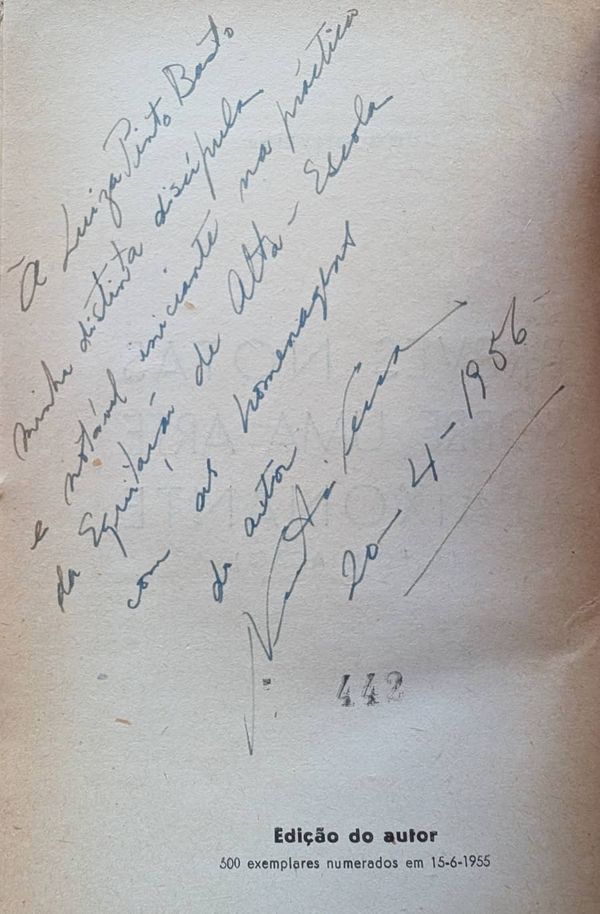 À Luiza Pinto Basto
minha distinta discípula
e notável iniciante na práctica
da Equitação de Alta-Escola
com as homenagens
do autor
20-4-1956
442
Edição do autor
500 exemplares numerados em 15-6-1955